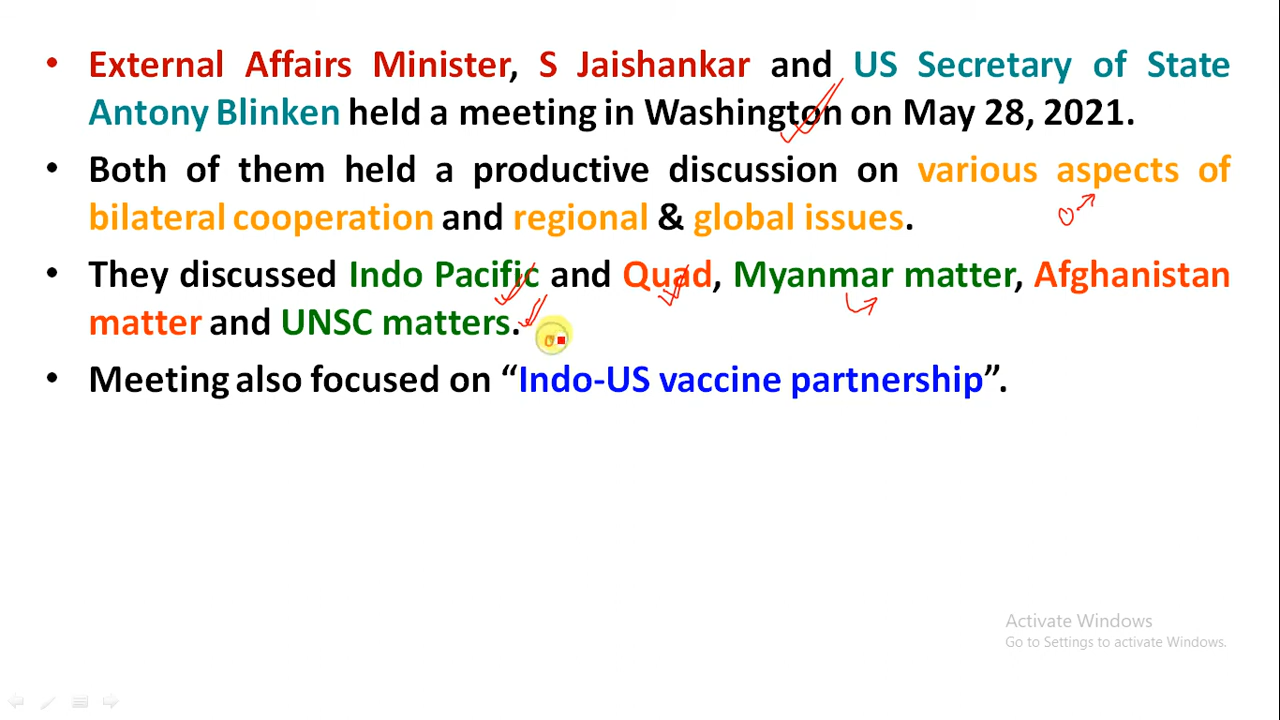 • External Affairs Minister, S Jaishankar and US Secretary of State
Antony Blinken held a meeting in Washington on May 28, 2021.
• Both of them held a productive discussion on various aspects of
bilateral cooperation and regional & global issues.
• They discussed Indo Pacific and Quad, Myanmar matter, Afghanistan
matter and UNSC matters.
• Meeting also focused on “Indo-US vaccine partnership”.
Activate Windows
Go to Settings to activate Windows.